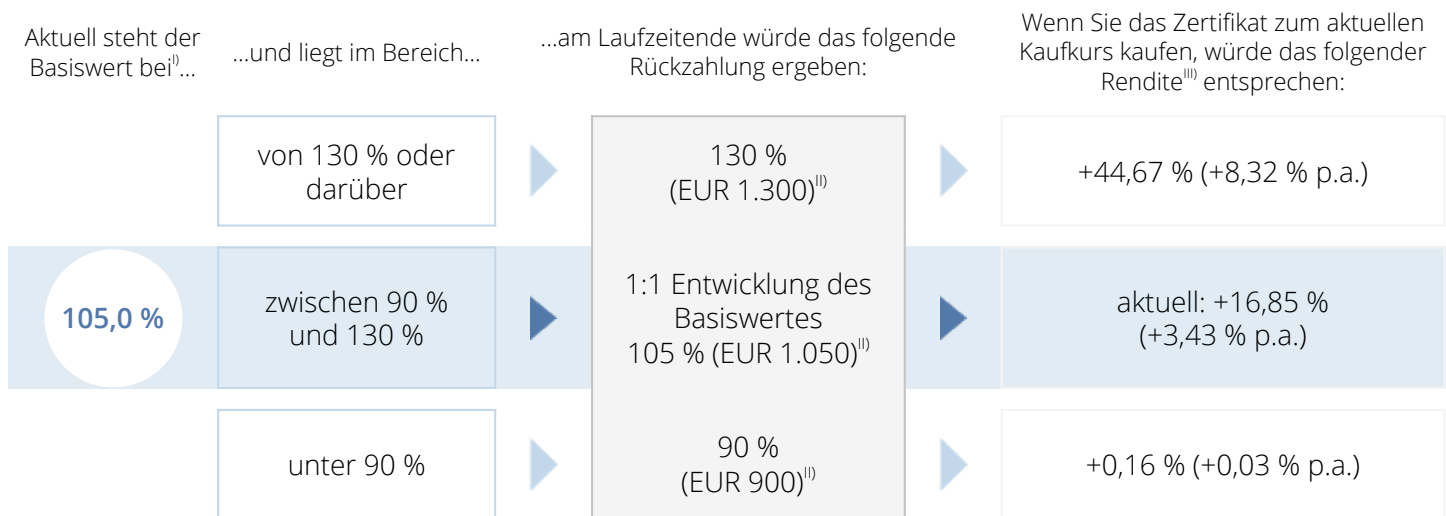 Aktuell steht der
Basiswert bei I)...
...und liegt im Bereich...
...am Laufzeitende würde das folgende
Rückzahlung ergeben:
Wenn Sie das Zertifikat zum aktuellen
Kaufkurs kaufen, würde das folgender
Rendite III) entsprechen:
von 130 % oder
darüber
130 %
(EUR 1.300) II)
+44,67 % (+8,32 % p.a.)
105,0 %
zwischen 90 %
und 130 %
1:1 Entwicklung des
Basiswertes
105 % (EUR 1.050) II)
aktuell: +16,85 %
(+3,43 % p.a.)
unter 90 %
90 %
(EUR 900) II)
+0,16 % (+0,03 % p.a.)